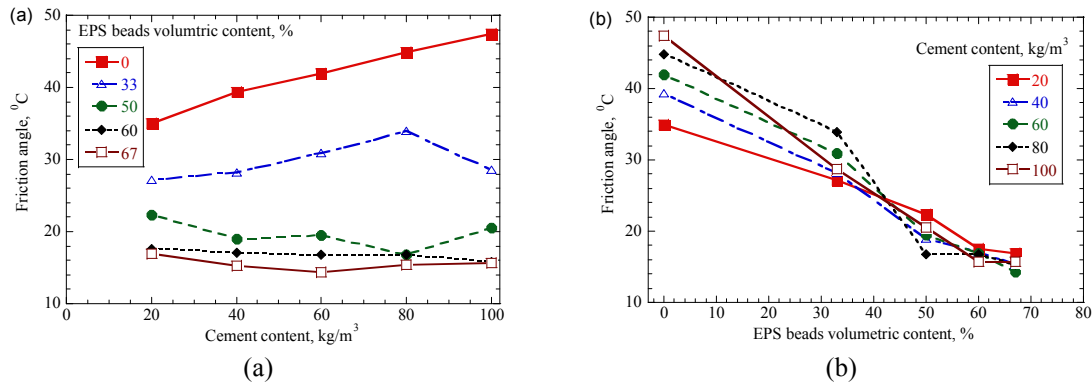 (a)
EPS beads volumtric content, %
0
33
50
60
67
Friction angle, ⁰C
50
40
30
20
10
0 20 40 60 80 100
Cement content, kg/m³
(a)
(b)
Cement content, kg/m³
20
40
60
80
100
Friction angle, ⁰C
50
40
30
20
10
0 10 20 30 40 50 60 70 80
EPS beads volumetric content, %
(b)